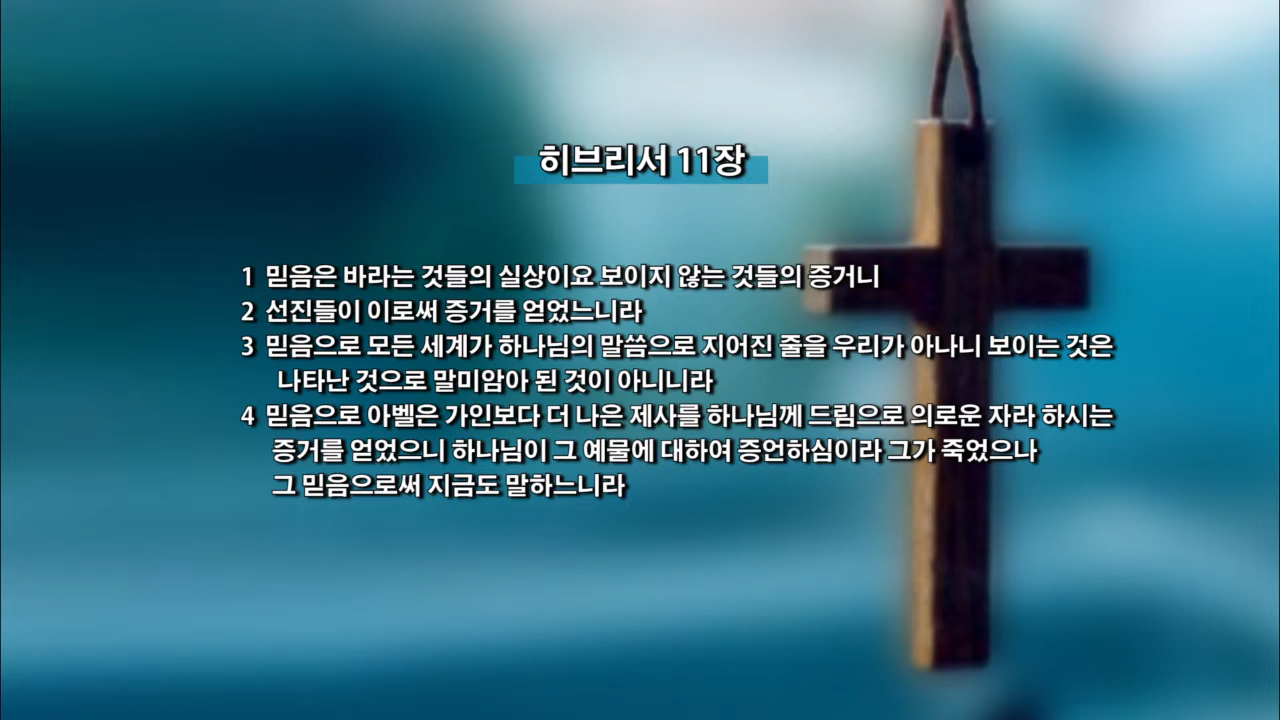 히브리서 11장
1 믿음은 바라는 것들의 실상이요 보이지 않는 것들의 증거니
2 선진들이 이로써 증거를 얻었느니라
3 믿음으로 모든 세계가 하나님의 말씀으로 지어진 줄을 우리가 아나니 보이는 것은
나타난 것으로 말미암아 된 것이 아니니라
4 믿음으로 아벨은 가인보다 더 나은 제사를 하나님께 드림으로 의로운 자라 하시는
증거를 얻었으니 하나님이 그 예물에 대하여 증언하심이라 그가 죽었으나
그 믿음으로써 지금도 말하느니라